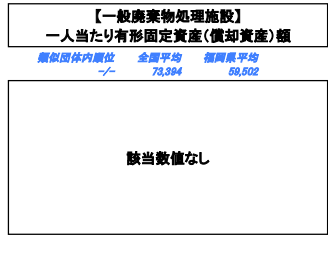 【一般廃棄物処理施設】
一人当たり有形固定資産（償却資産）額
類似団体内順位 全国平均 福岡県平均
-/- 73,394 59,502
該当数値なし